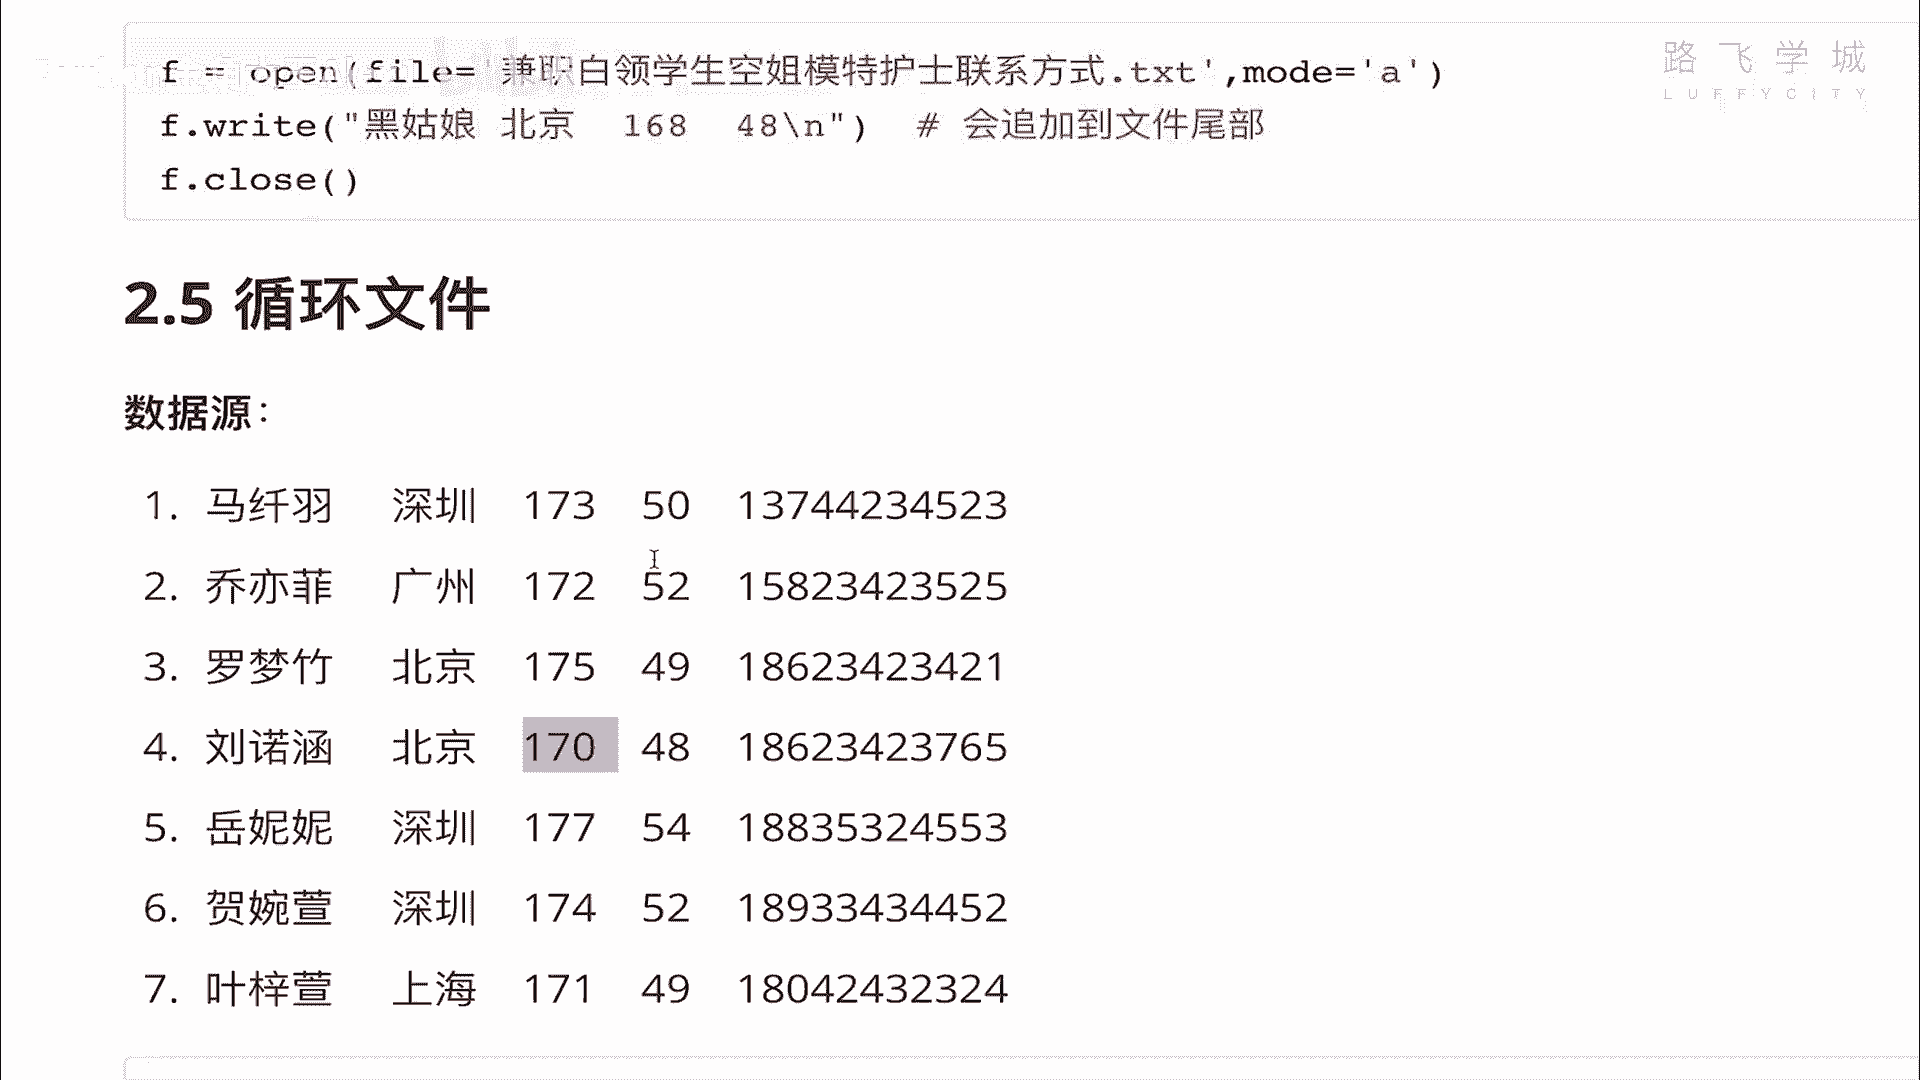 f = open(file='兼职白领学生空姐模特护士联系方式.txt',mode='a')
f.write("黑姑娘 北京  168  48\n")  # 会追加到文件尾部
f.close()
路飞学城
LUFFYCITY
2.5 循环文件
数据源：
1. 马纤羽 深圳 173 50 13744234523
2. 乔亦菲 广州 172 52 15823423525
3. 罗梦竹 北京 175 49 18623423421
4. 刘诺涵 北京 170 48 18623423765
5. 岳妮妮 深圳 177 54 18835324553
6. 贺婉萱 深圳 174 52 18933434452
7. 叶梓萱 上海 171 49 18042432324